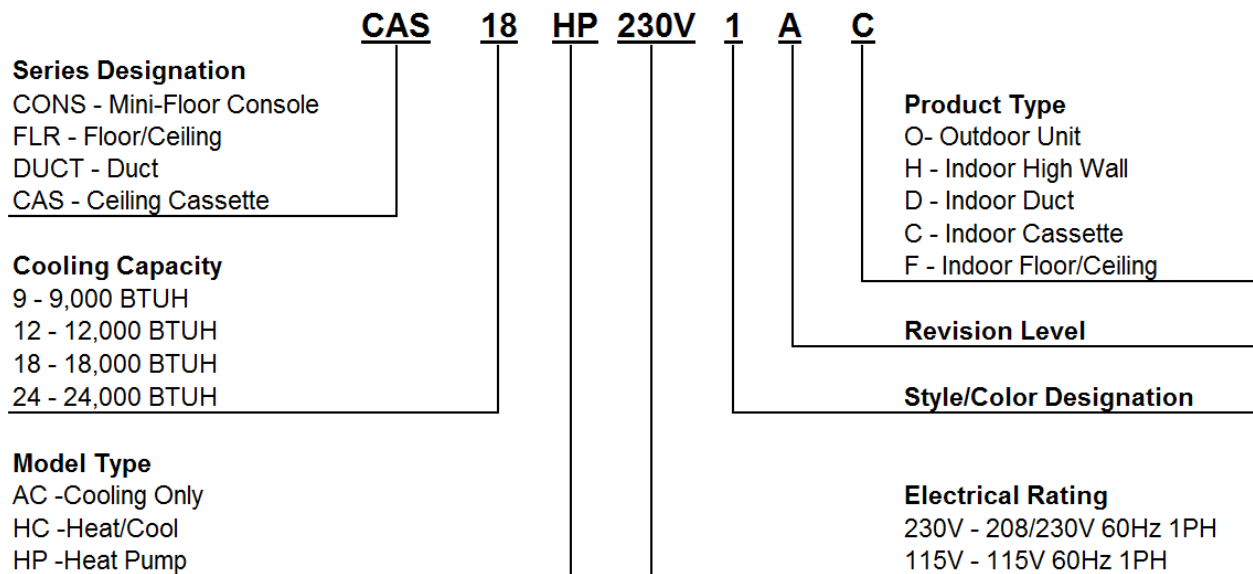 CAS 18 HP 230V 1 A C
Series Designation
CONS - Mini-Floor Console
FLR - Floor/Ceiling
DUCT - Duct
CAS - Ceiling Cassette
Cooling Capacity
9 - 9,000 BTUH
12 - 12,000 BTUH
18 - 18,000 BTUH
24 - 24,000 BTUH
Model Type
AC -Cooling Only
HC -Heat/Cool
HP -Heat Pump
Product Type
O- Outdoor Unit
H - Indoor High Wall
D - Indoor Duct
C - Indoor Cassette
F - Indoor Floor/Ceiling
Revision Level
Style/Color Designation
Electrical Rating
230V - 208/230V 60Hz 1PH
115V - 115V 60Hz 1PH